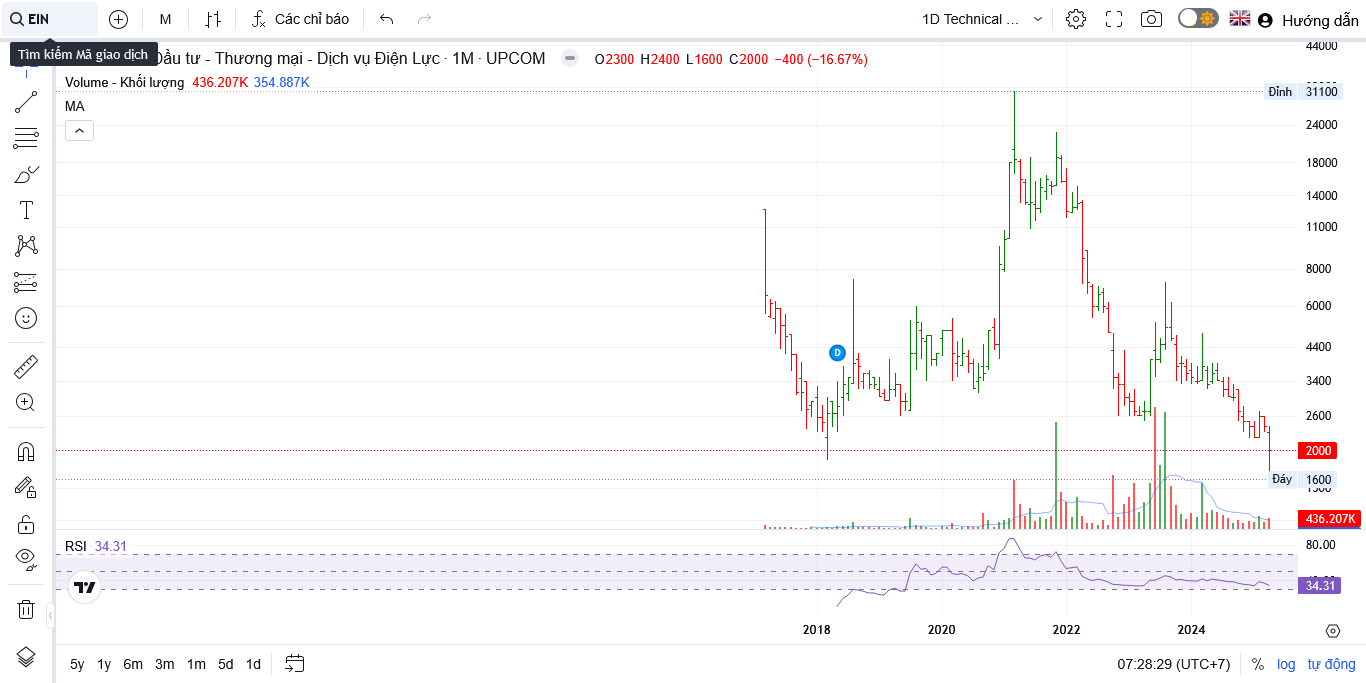 EIN
M
Các chỉ báo
1D Technical ...
Hướng dẫn
Tìm kiếm Mã giao dịch
Đầu tư - Thương mại - Dịch vụ Điện Lực · 1M · UPCOM
O2300 H2400 L1600 C2000 −400 (−16.67%)
Volume - Khối lượng 436.207K 354.887K
MA
44000
Đỉnh 31100
24000
18000
14000
11000
8000
6000
D
4400
3400
2600
2000
Đáy 1600
1500
436.207K
RSI 34.31
80.00
34.31
2018
2020
2022
2024
5y 1y 6m 3m 1m 5d 1d
07:28:29 (UTC+7)
% log tự động